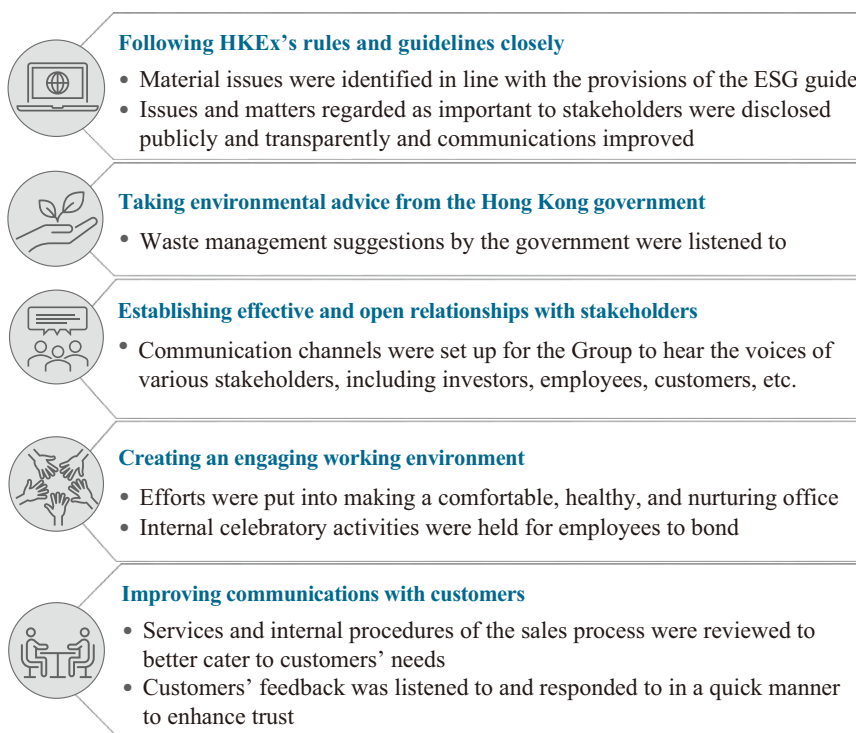 Following HKEx's rules and guidelines closely
• Material issues were identified in line with the provisions of the ESG guide
• Issues and matters regarded as important to stakeholders were disclosed
publicly and transparently and communications improved
Taking environmental advice from the Hong Kong government
• Waste management suggestions by the government were listened to
Establishing effective and open relationships with stakeholders
• Communication channels were set up for the Group to hear the voices of
various stakeholders, including investors, employees, customers, etc.
Creating an engaging working environment
• Efforts were put into making a comfortable, healthy, and nurturing office
• Internal celebratory activities were held for employees to bond
Improving communications with customers
• Services and internal procedures of the sales process were reviewed to
better cater to customers' needs
• Customers' feedback was listened to and responded to in a quick manner
to enhance trust